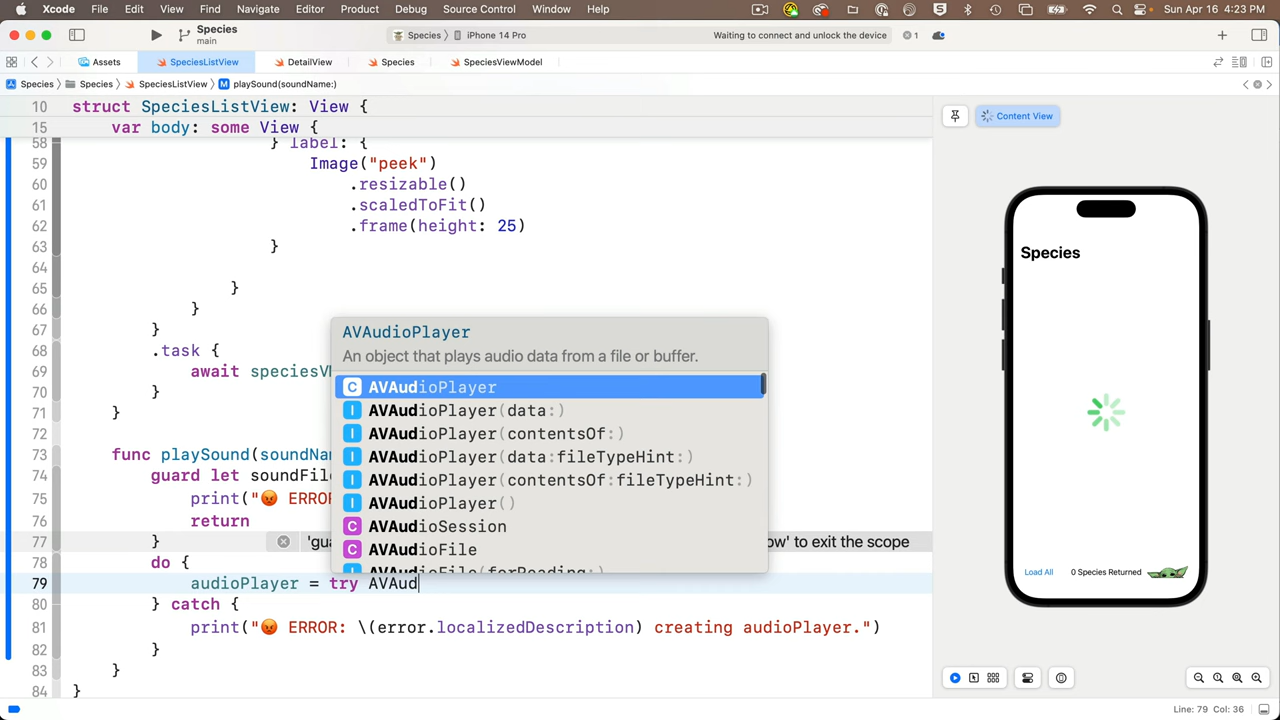 Xcode File Edit View Find Navigate Editor Product Debug Source Control Window Help Sun Apr 16 4:23 PM
Species
main
Species iPhone 14 Pro Waiting to connect and unlock the device 1
Assets SpeciesListView DetailView Species SpeciesViewModel
Species Species SpeciesListView M playSound(soundName:)
10 struct SpeciesListView: View {
15 var body: some View {
58 } label: {
59 Image("peek")
60 .resizable()
61 .scaledToFit()
62 .frame(height: 25)
63 }
64
65 }
66 }
67 }
68 .task {
69 await speciesV
70 }
71 }
72
73 func playSound(soundNa
74 guard let soundFil
75 print("😡 ERRO
76 return
77 } 'gua ow' to exit the scope
78 do {
79 audioPlayer = try AVAud
80 } catch {
81 print("😡 ERROR: \(error.localizedDescription) creating audioPlayer.")
82 }
83 }
84 }
AVAudioPlayer
An object that plays audio data from a file or buffer.
C AVAudioPlayer
I AVAudioPlayer(data:)
I AVAudioPlayer(contentsOf:)
I AVAudioPlayer(data:fileTypeHint:)
I AVAudioPlayer(contentsOf:fileTypeHint:)
I AVAudioPlayer()
C AVAudioSession
C AVAudioFile
I AVAudioFile(forReading:)
Content View
Species
Load All 0 Species Returned
Line: 79 Col: 36